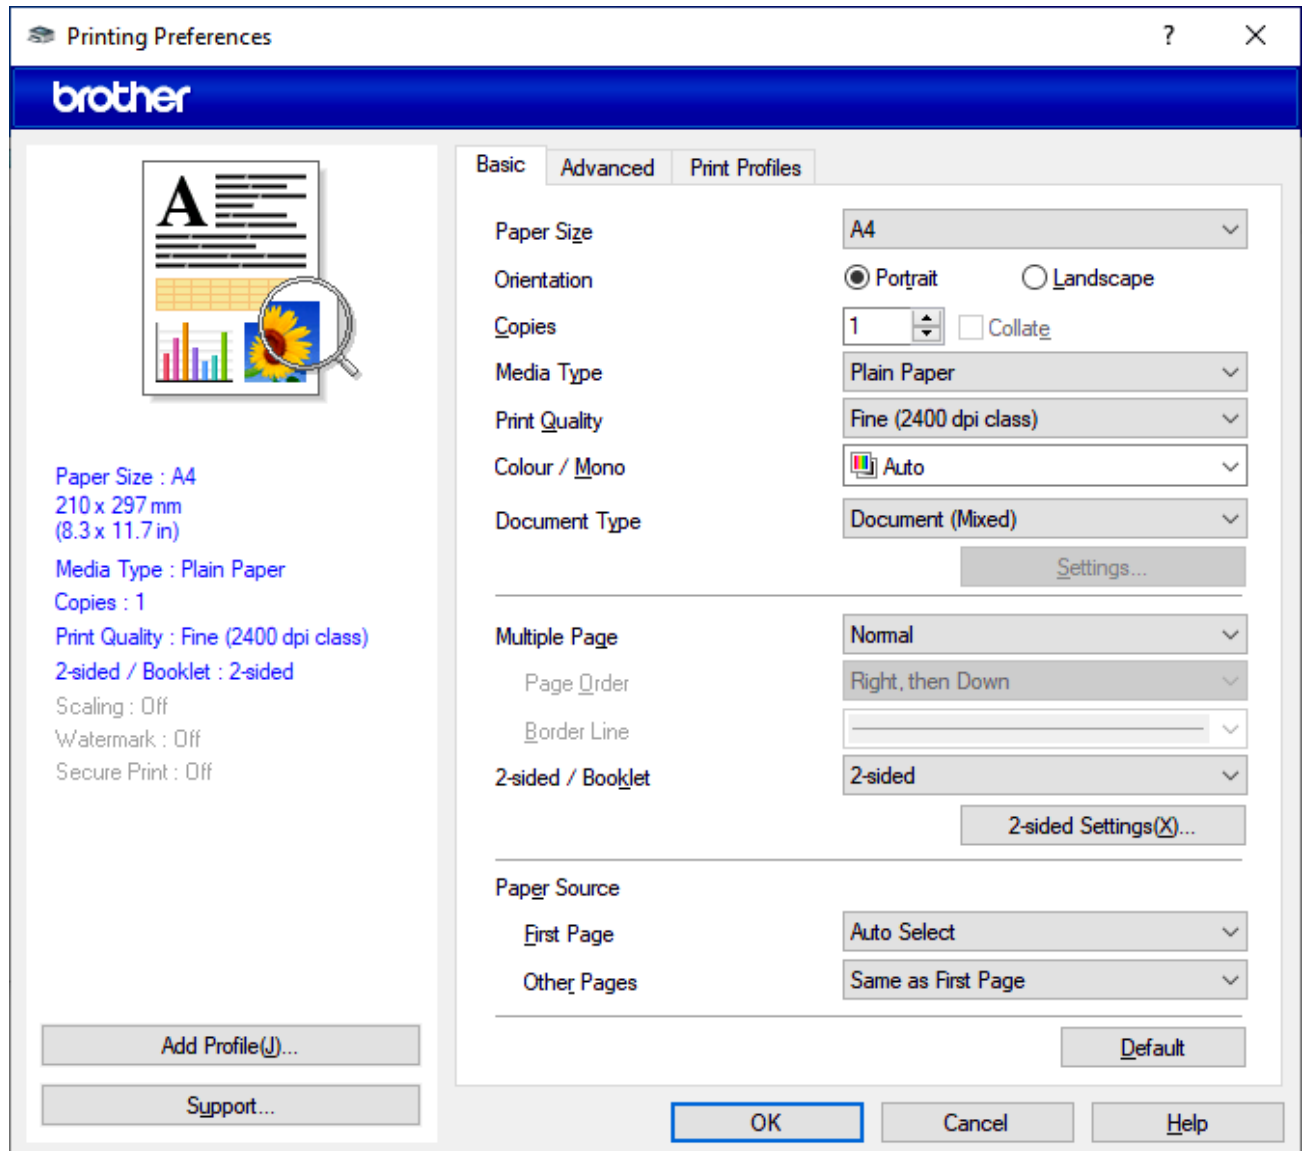 Printing Preferences
?
brother
A
Paper Size : A4
210 x 297 mm
(8.3 x 11.7 in)
Media Type : Plain Paper
Copies : 1
Print Quality : Fine (2400 dpi class)
2-sided / Booklet : 2-sided
Scaling : Off
Watermark : Off
Secure Print : Off
Add Profile(J)...
Support...
Basic Advanced Print Profiles
Paper Size A4
Orientation Portrait Landscape
Copies 1 Collate
Media Type Plain Paper
Print Quality Fine (2400 dpi class)
Colour / Mono Auto
Document Type Document (Mixed)
Settings...
Multiple Page Normal
Page Order Right, then Down
Border Line
2-sided / Booklet 2-sided
2-sided Settings(X)...
Paper Source
First Page Auto Select
Other Pages Same as First Page
Default
OK Cancel Help